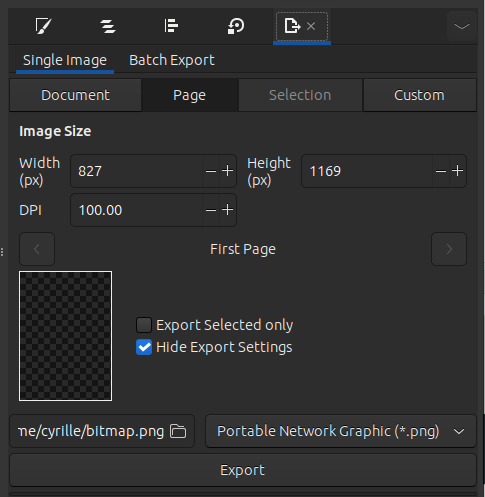 Single Image Batch Export
Document Page Selection Custom
Image Size
Width (px) 827 Height (px) 1169
DPI 100.00
First Page
Export Selected only
Hide Export Settings
me/cyrille/bitmap.png Portable Network Graphic (*.png)
Export